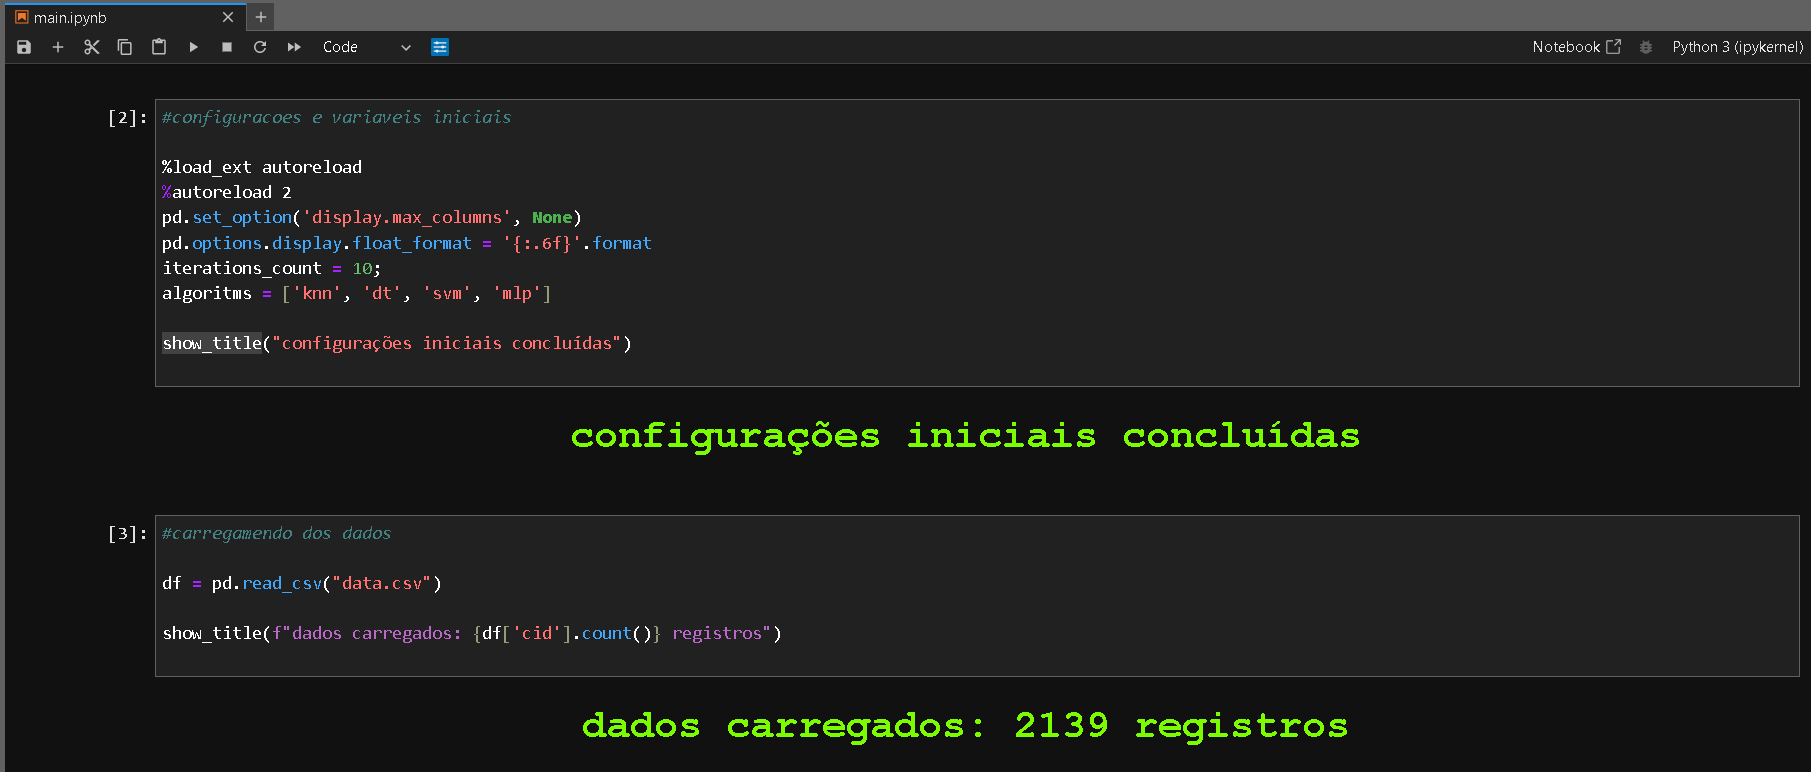 main.ipynb
Code
Notebook
Python 3 (ipykernel)
[2]:
#configuracoes e variaveis iniciais
%load_ext autoreload
%autoreload 2
pd.set_option('display.max_columns', None)
pd.options.display.float_format = '{:.6f}'.format
iterations_count = 10;
algoritms = ['knn', 'dt', 'svm', 'mlp']
show_title("configurações iniciais concluídas")
configurações iniciais concluídas
[3]:
#carregamendo dos dados
df = pd.read_csv("data.csv")
show_title(f"dados carregados: {df['cid'].count()} registros")
dados carregados: 2139 registros